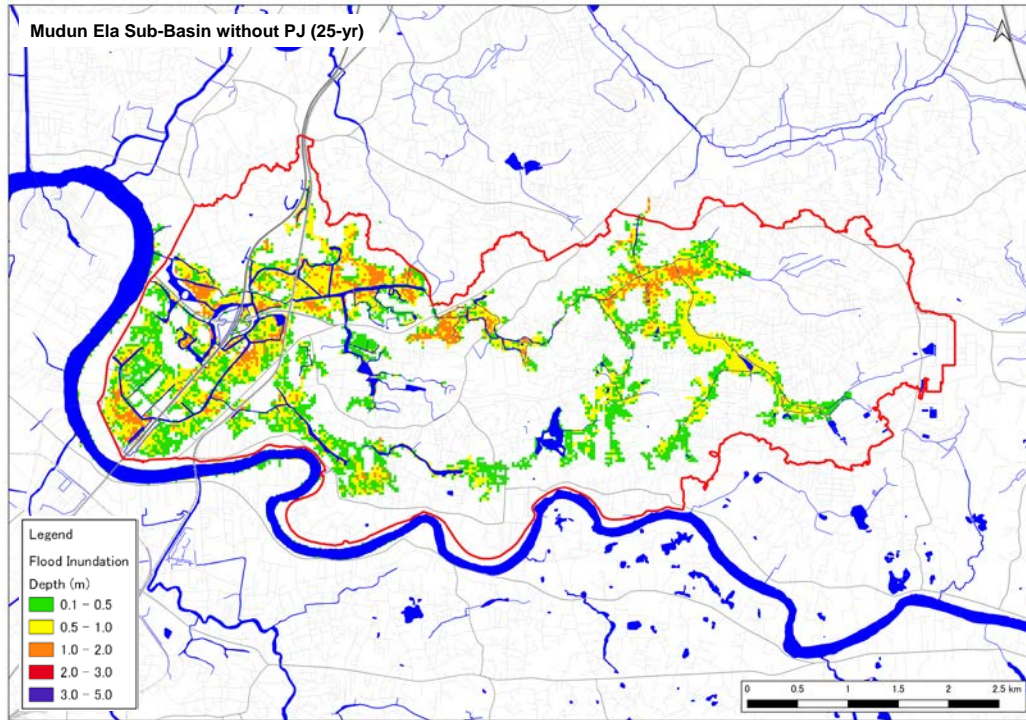 Mudun Ela Sub-Basin without PJ (25-yr)
Legend
Flood Inundation
Depth (m)
0.1 - 0.5
0.5 - 1.0
1.0 - 2.0
2.0 - 3.0
3.0 - 5.0
0 0.5 1 1.5 2 2.5 km